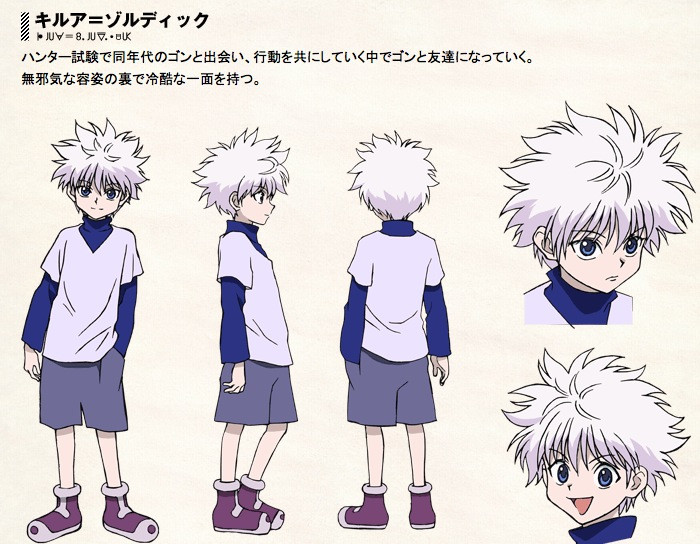 キルア=ゾルディック
ハンター試験で同年代のゴンと出会い、行動を共にしていく中でゴンと友達になっていく。
無邪気な容姿の裏で冷酷な一面を持つ。